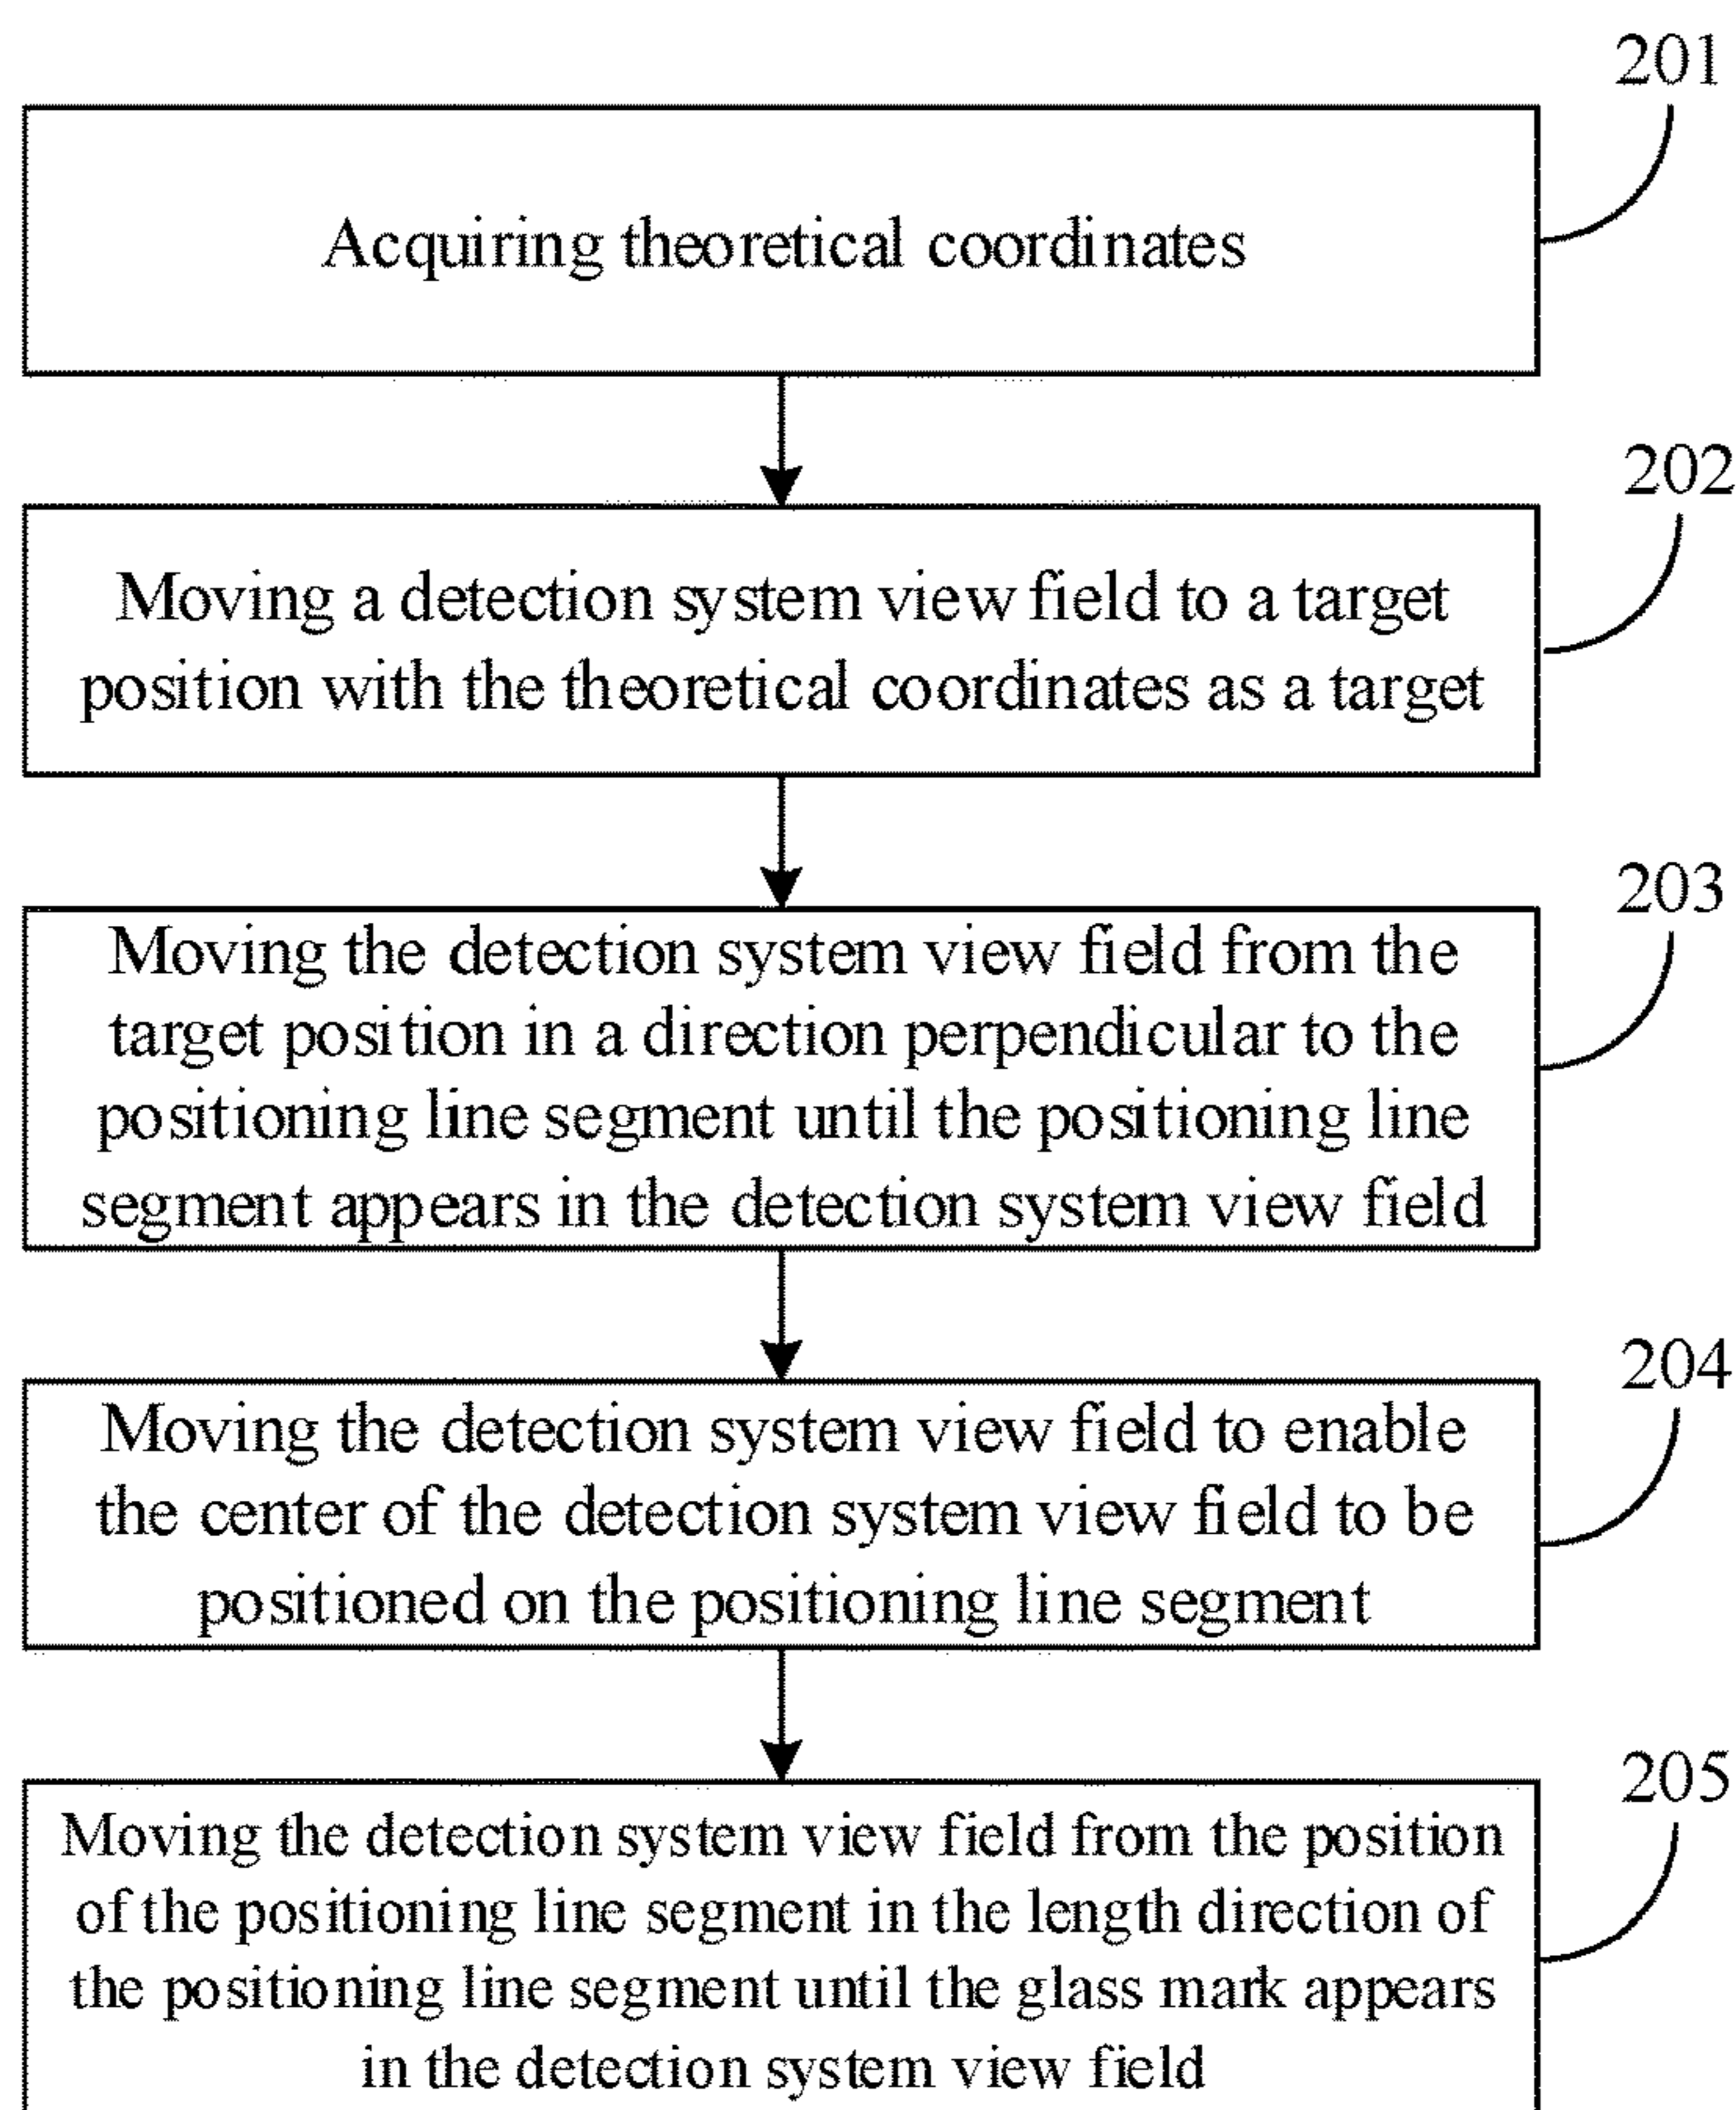 201
Acquiring theoretical coordinates
202
Moving a detection system view field to a target
position with the theoretical coordinates as a target
203
Moving the detection system view field from the
target position in a direction perpendicular to the
positioning line segment until the positioning line
segment appears in the detection system view field
204
Moving the detection system view field to enable
the center of the detection system view field to be
positioned on the positioning line segment
205
Moving the detection system view field from the position
of the positioning line segment in the length direction of
the positioning line segment until the glass mark appears
in the detection system view field